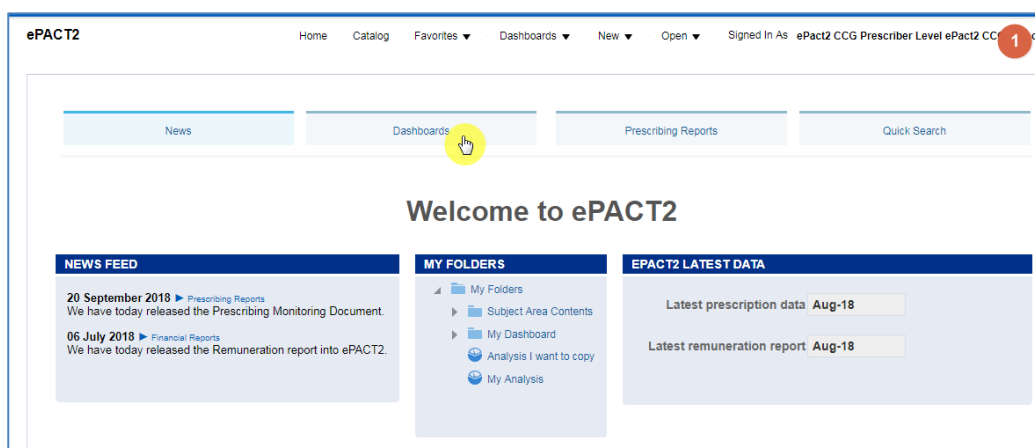 ePACT2 Home Catalog Favorites Dashboards New Open Signed In As ePact2 CCG Prescriber Level ePact2 1
News Dashboards Prescribing Reports Quick Search
Welcome to ePACT2
NEWS FEED
20 September 2018 Prescribing Reports
We have today released the Prescribing Monitoring Document.
06 July 2018 Financial Reports
We have today released the Remuneration report into ePACT2.
MY FOLDERS
My Folders
Subject Area Contents
My Dashboard
Analysis I want to copy
My Analysis
EPACT2 LATEST DATA
Latest prescription data Aug-18
Latest remuneration report Aug-18